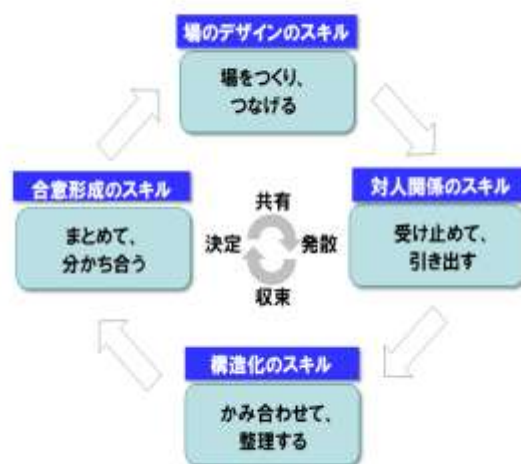 場のデザインのスキル
場をつくり、
つなげる
合意形成のスキル
まとめて、
分かち合う
共有
決定
発散
収束
対人関係のスキル
受け止めて、
引き出す
構造化のスキル
かみ合わせて、
整理する